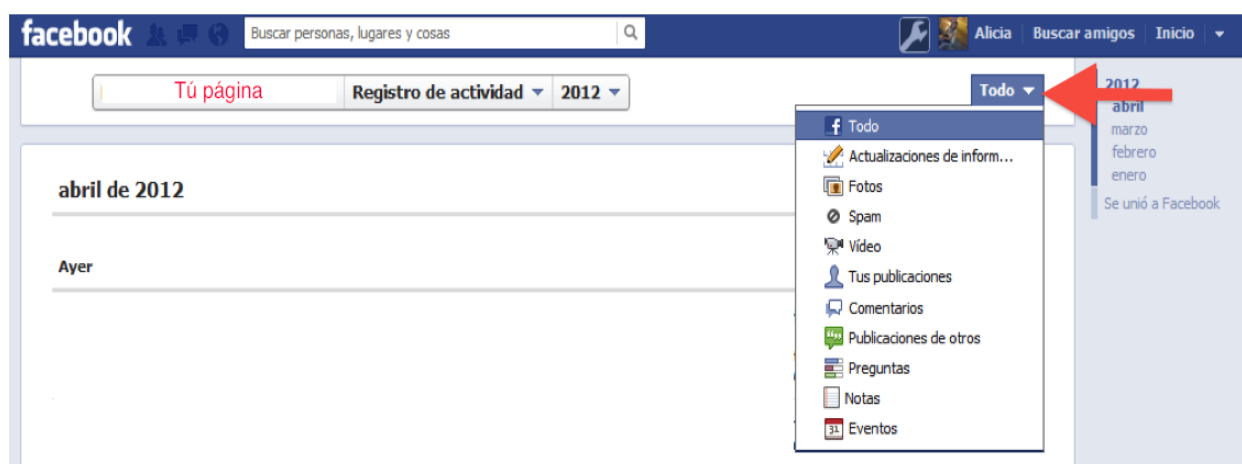 facebook Buscar personas, lugares y cosas Alicia Buscar amigos Inicio
Tú página Registro de actividad 2012 Todo
2012
abril
marzo
febrero
enero
Se unió a Facebook
Todo
Actualizaciones de inform...
Fotos
Spam
Vídeo
Tus publicaciones
Comentarios
Publicaciones de otros
Preguntas
Notas
31 Eventos
abril de 2012
Ayer